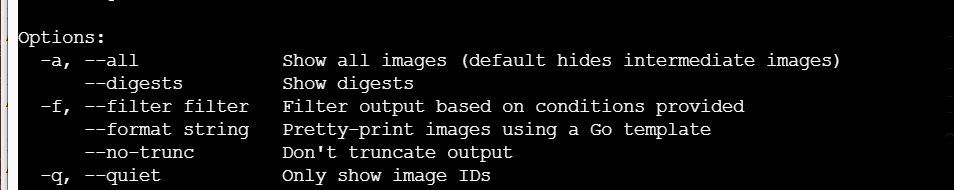 Options:
  -a, --all             Show all images (default hides intermediate images)
      --digests         Show digests
  -f, --filter filter   Filter output based on conditions provided
      --format string   Pretty-print images using a Go template
      --no-trunc        Don't truncate output
  -q, --quiet           Only show image IDs